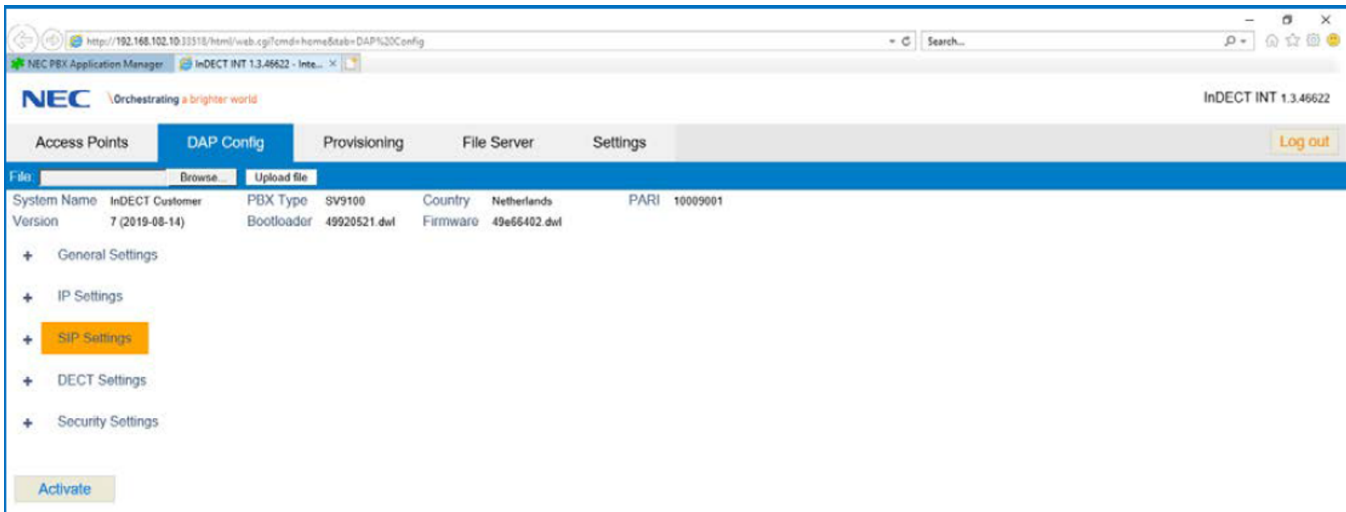 http://192.168.102.10:33518/html/web.cgi?cmd=home&tab=DAP%20Config
Search...
NEC PBX Application Manager
InDECT INT 1.3.46622 - Inte...
NEC \Orchestrating a brighter world
InDECT INT 1.3.46622
Access Points DAP Config Provisioning File Server Settings Log out
File: Browse... Upload file
System Name InDECT Customer PBX Type SV9100 Country Netherlands PARI 10009001
Version 7 (2019-08-14) Bootloader 49920521.dwl Firmware 49e66402.dwl
+ General Settings
+ IP Settings
+ SIP Settings
+ DECT Settings
+ Security Settings
Activate